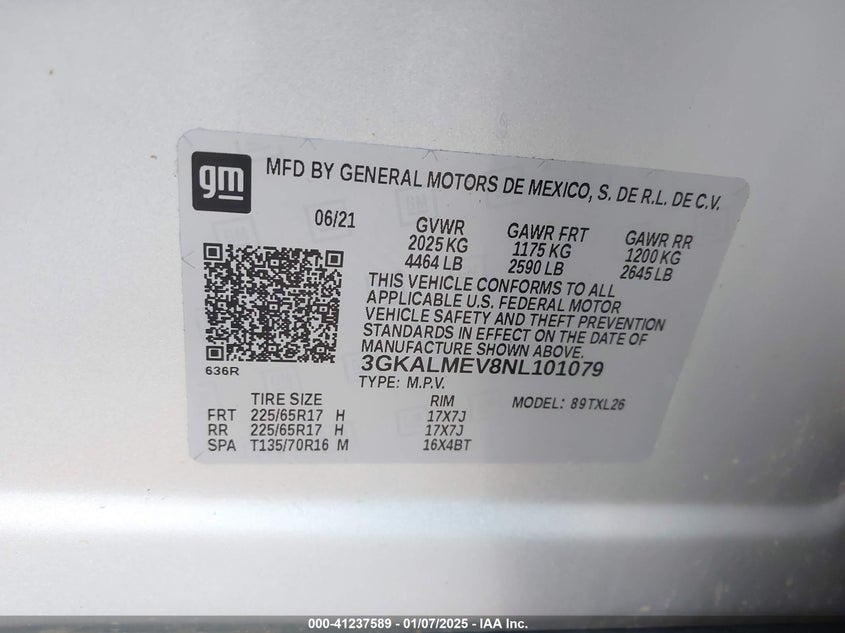 gm
MFD BY GENERAL MOTORS DE MEXICO, S. DE R.L. DE C.V.
06/21
GVWR GAWR FRT GAWR RR
2025 KG 1175 KG 1200 KG
4464 LB 2590 LB 2645 LB
THIS VEHICLE CONFORMS TO ALL
APPLICABLE U.S. FEDERAL MOTOR
VEHICLE SAFETY AND THEFT PREVENTION
STANDARDS IN EFFECT ON THE DATE OF
MANUFACTURE SHOWN ABOVE.
636R
3GKALMEV8NL101079
TYPE: M.P.V.
TIRE SIZE RIM MODEL: 89TXL26
FRT 225/65R17 H 17X7J
RR 225/65R17 H 17X7J
SPA T135/70R16 M 16X4BT
000-41237589 - 01/07/2025 - IAA Inc.